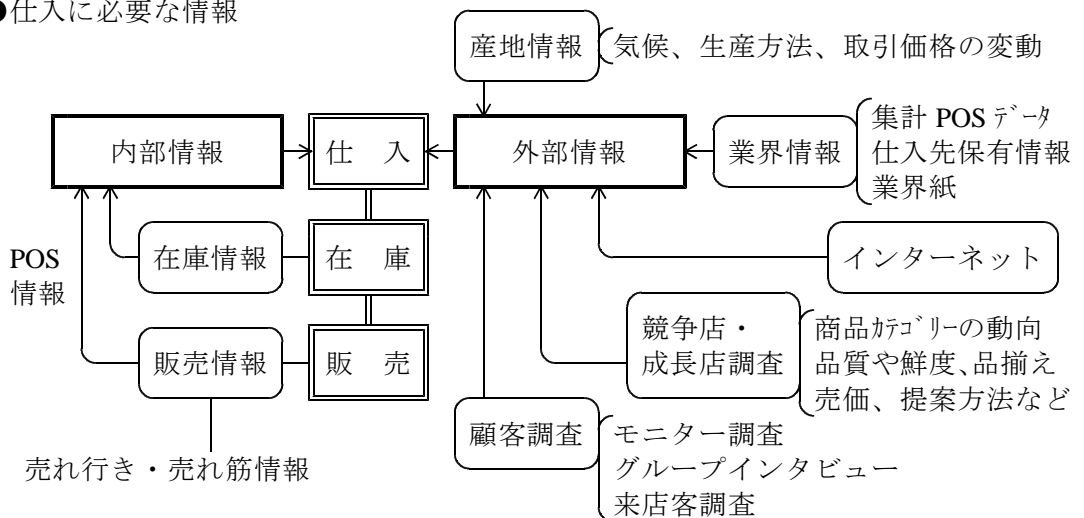 ●仕入に必要な情報
産地情報
気候、生産方法、取引価格の変動
内部情報
仕 入
外部情報
業界情報
集計 POS ﾃﾞｰﾀ
仕入先保有情報
業界紙
POS
情報
在庫情報
在 庫
インターネット
販売情報
販 売
競争店・
成長店調査
商品ｶﾃｺﾞﾘｰの動向
品質や鮮度、品揃え
売価、提案方法など
顧客調査
モニター調査
グループインタビュー
来店客調査
売れ行き・売れ筋情報